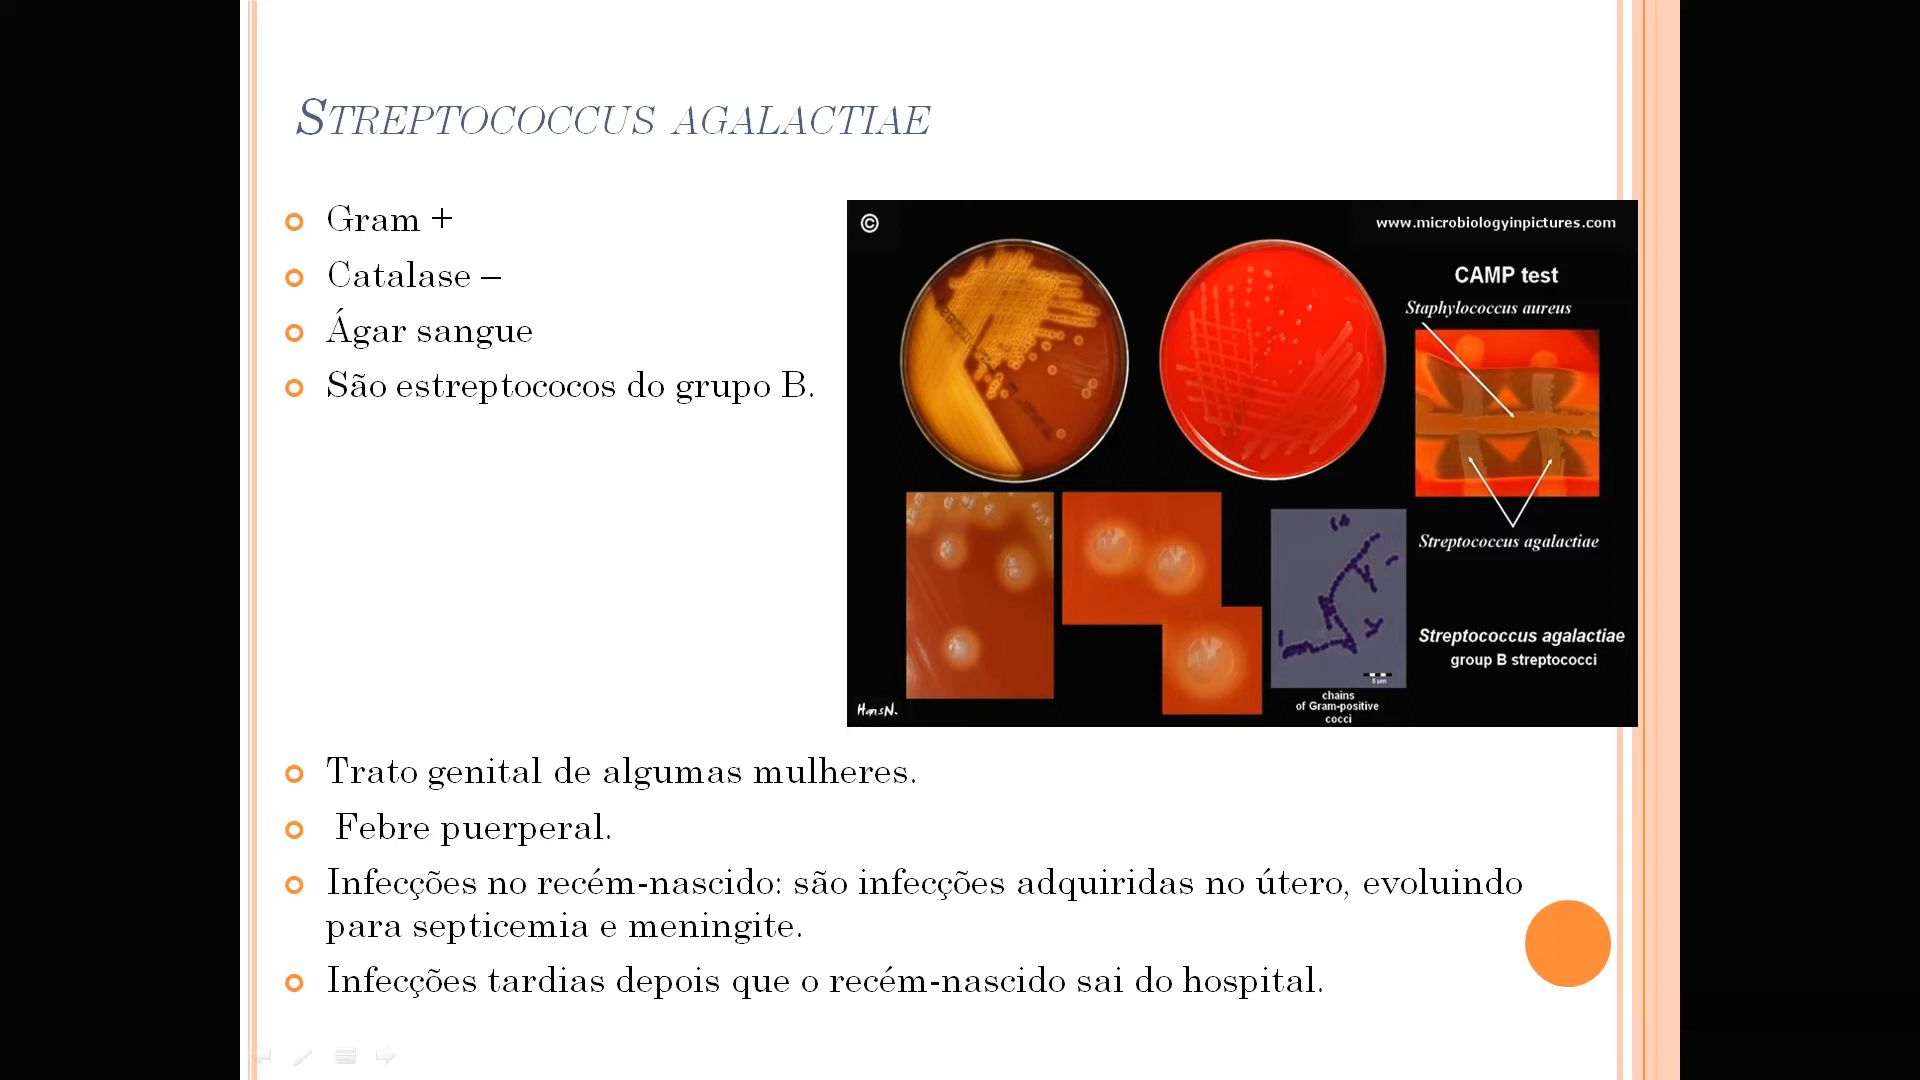 STREPTOCOCCUS AGALACTIAE
Gram +
Catalase –
Ágar sangue
São estreptococos do grupo B.
©
www.microbiologyinpictures.com
CAMP test
Staphylococcus aureus
Streptococcus agalactiae
Streptococcus agalactiae
group B streptococci
5 µm
chains
of Gram-positive
cocci
HansN.
Trato genital de algumas mulheres.
Febre puerperal.
Infecções no recém-nascido: são infecções adquiridas no útero, evoluindo
para septicemia e meningite.
Infecções tardias depois que o recém-nascido sai do hospital.